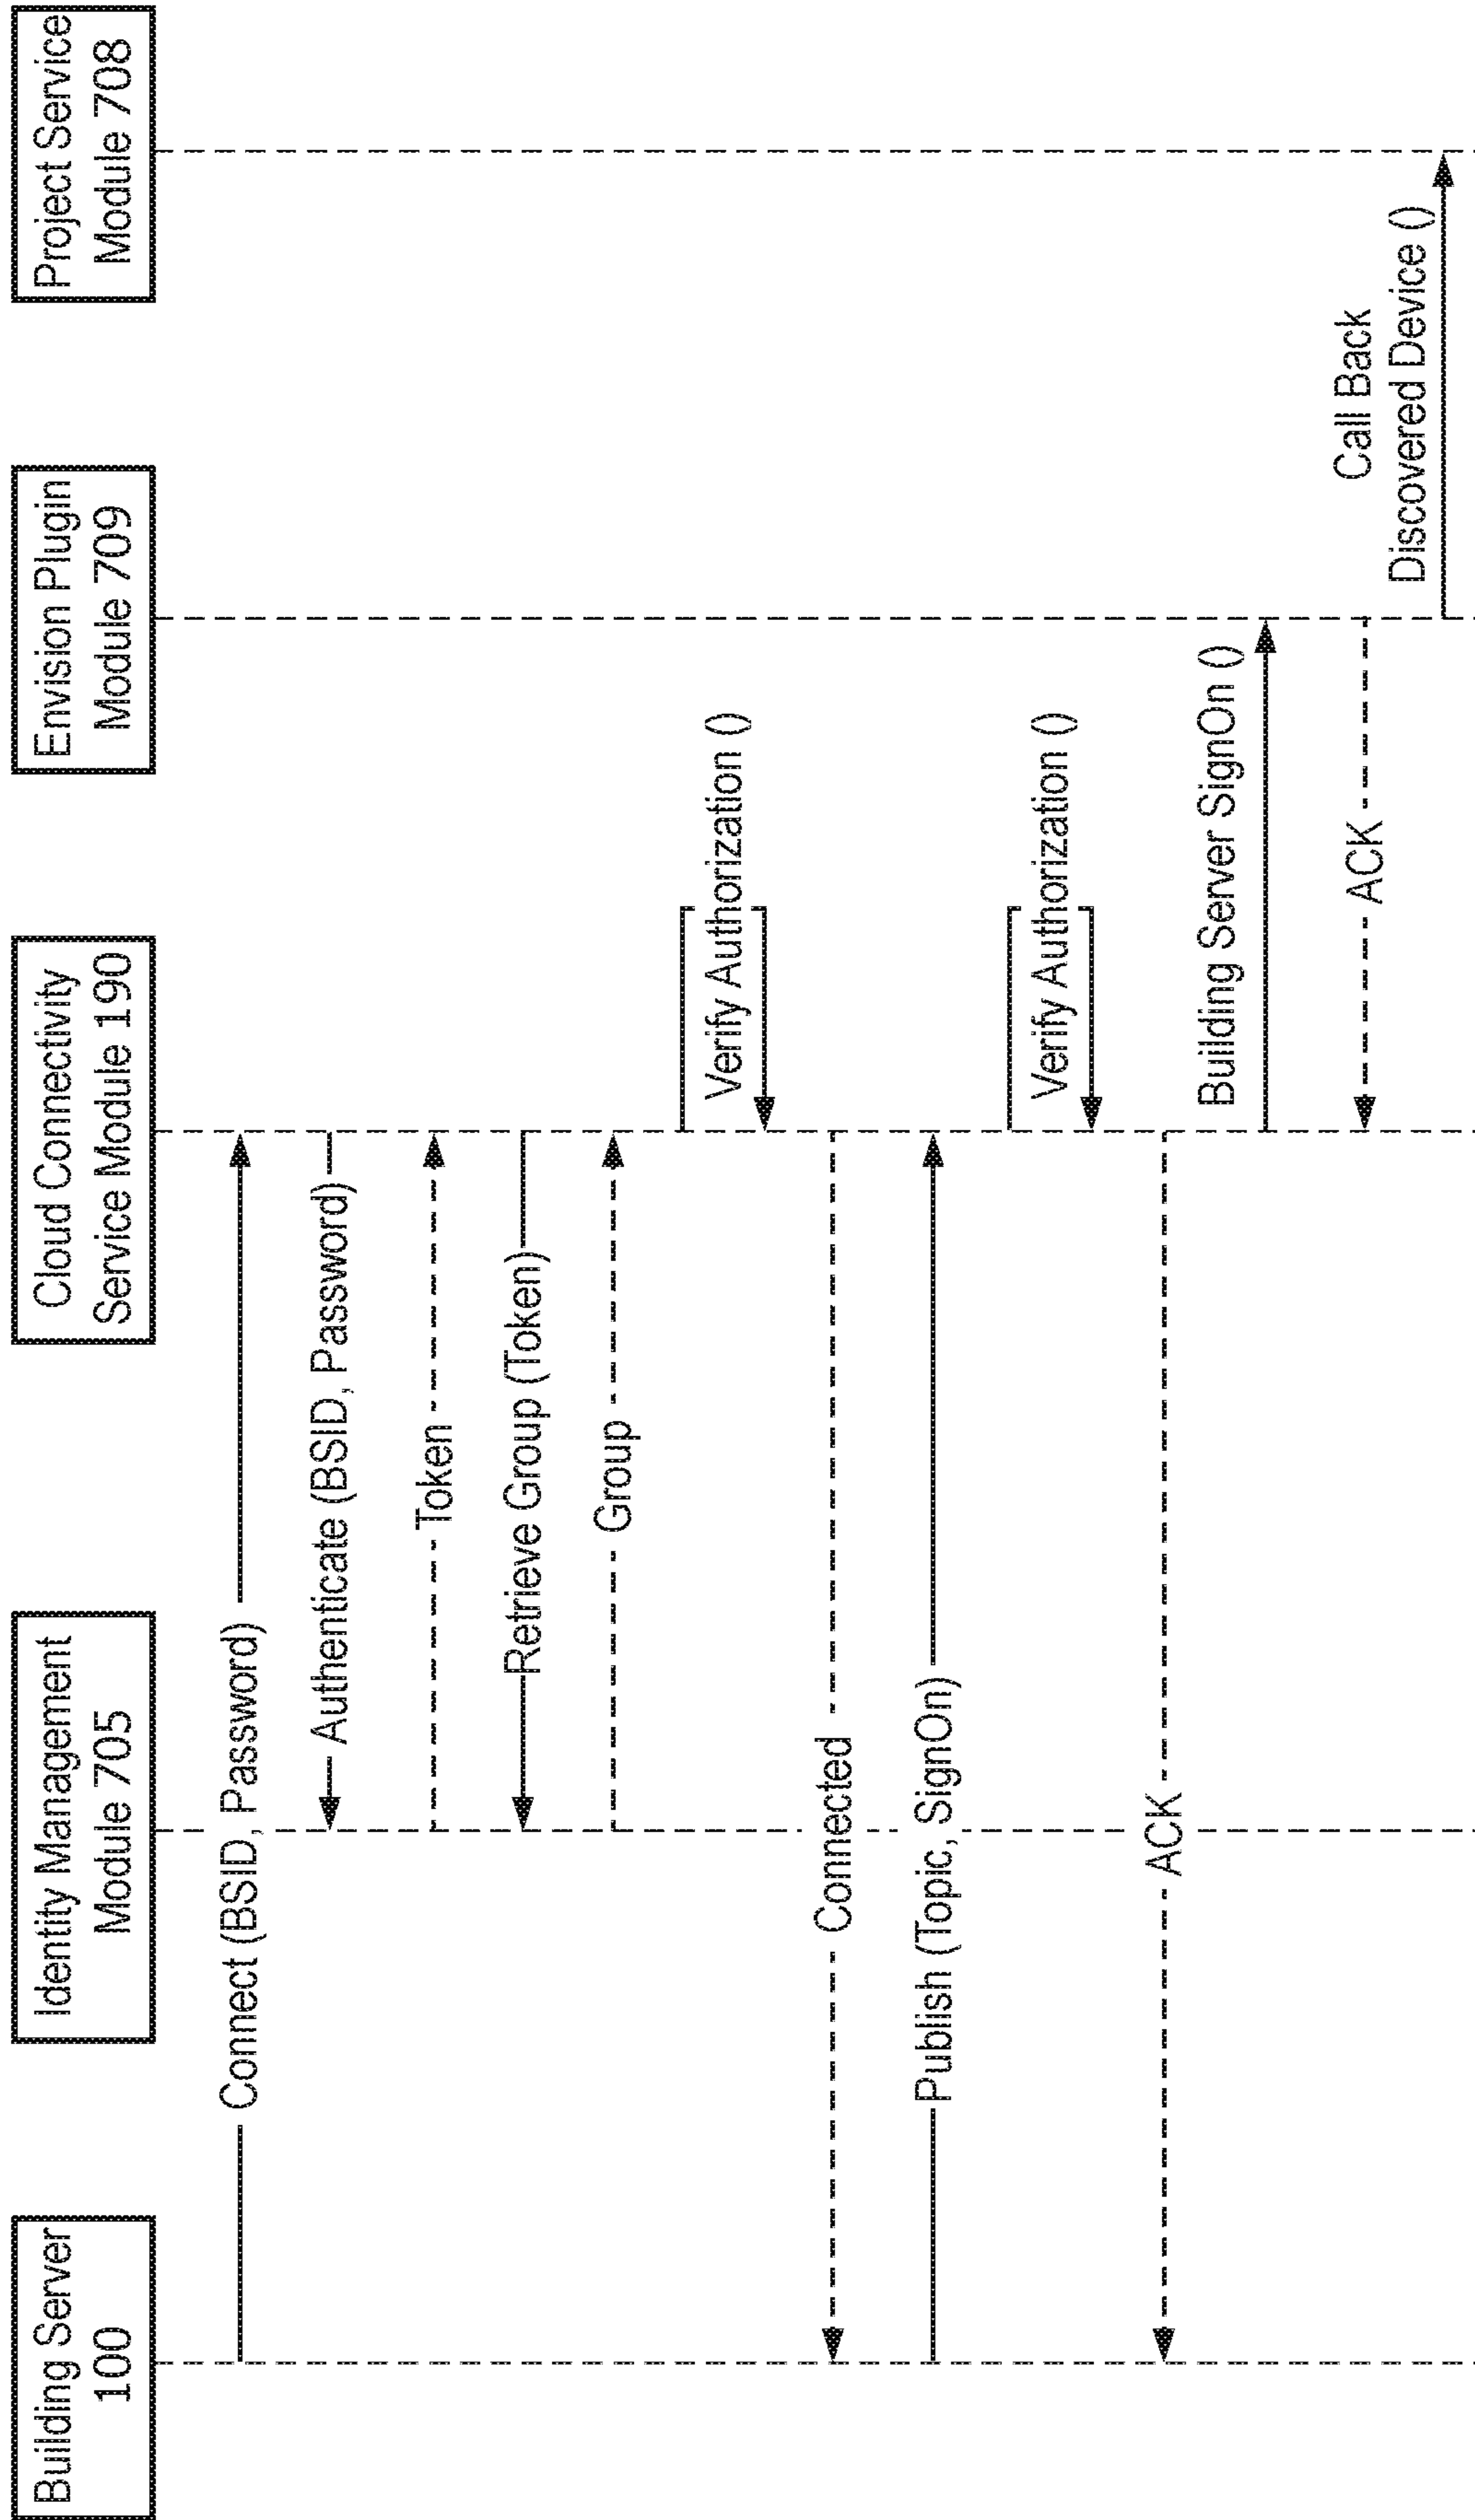 Building Server
100
Identity Management
Module 705
Cloud Connectivity
Service Module 190
Envision Plugin
Module 709
Project Service
Module 708
Connect (BSID, Password)
Authenticate (BSID, Password)
Token
Retrieve Group (Token)
Group
Verify Authorization ()
Connected
Publish (Topic, SignOn)
Verify Authorization ()
ACK
Building Server SignOn ()
ACK
Call Back
Discovered Device ()